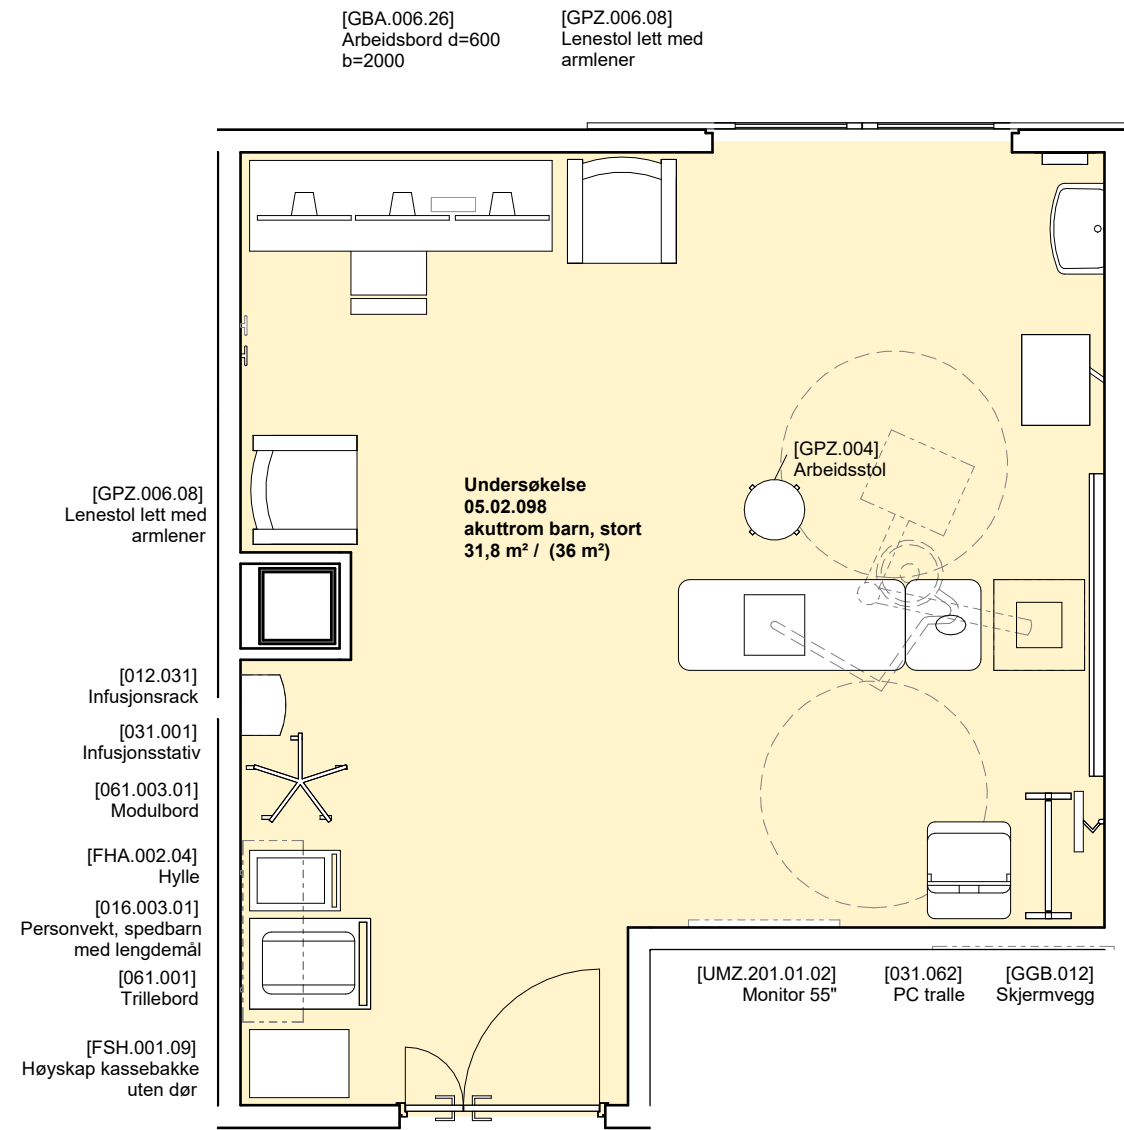 [GBA.006.26]
Arbeidsbord d=600
b=2000
[GPZ.006.08]
Lenestol lett med
armlener
[GPZ.004]
Arbeidsstol
Undersøkelse
05.02.098
akuttrom barn, stort
31,8 m² / (36 m²)
[GPZ.006.08]
Lenestol lett med
armlener
[012.031]
Infusjonsrack
[031.001]
Infusjonsstativ
[061.003.01]
Modulbord
[FHA.002.04]
Hylle
[016.003.01]
Personvekt, spedbarn
med lengdemål
[061.001]
Trillebord
[FSH.001.09]
Høyskap kassebakke
uten dør
[UMZ.201.01.02]
Monitor 55"
[031.062]
PC tralle
[GGB.012]
Skjermvegg